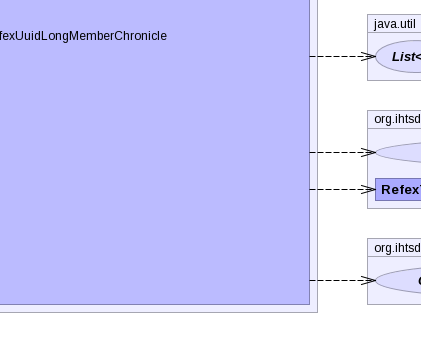 java.util
fexUuidLongMemberChronicle
List<
org.ihtsd
Refex
org.ihtsd